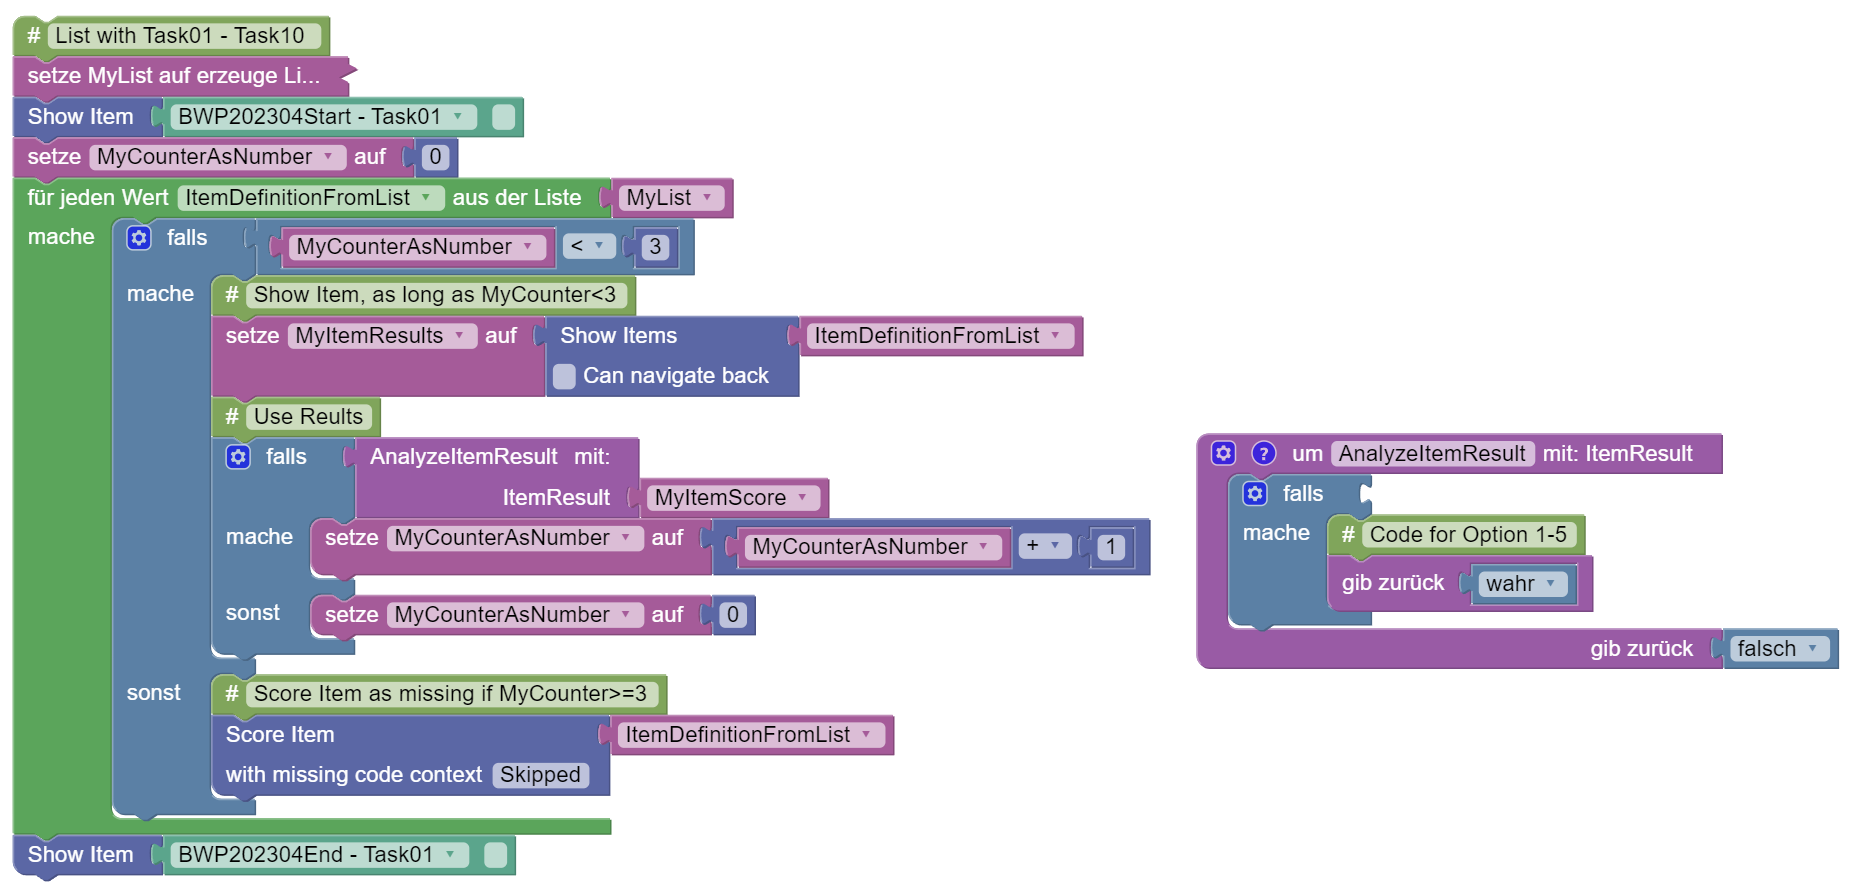 # List with Task01 - Task10
setze MyList auf erzeuge Li...
Show Item BWP202304Start - Task01
setze MyCounterAsNumber auf 0
für jeden Wert ItemDefinitionFromList aus der Liste MyList
mache falls MyCounterAsNumber < 3
mache # Show Item, as long as MyCounter<3
setze MyItemResults auf Show Items ItemDefinitionFromList
Can navigate back
# Use Reults
falls AnalyzeItemResult mit:
ItemResult MyItemScore
mache setze MyCounterAsNumber auf MyCounterAsNumber + 1
sonst setze MyCounterAsNumber auf 0
sonst # Score Item as missing if MyCounter>=3
Score Item ItemDefinitionFromList
with missing code context Skipped
Show Item BWP202304End - Task01
? um AnalyzeItemResult mit: ItemResult
falls
mache # Code for Option 1-5
gib zurück wahr
gib zurück falsch